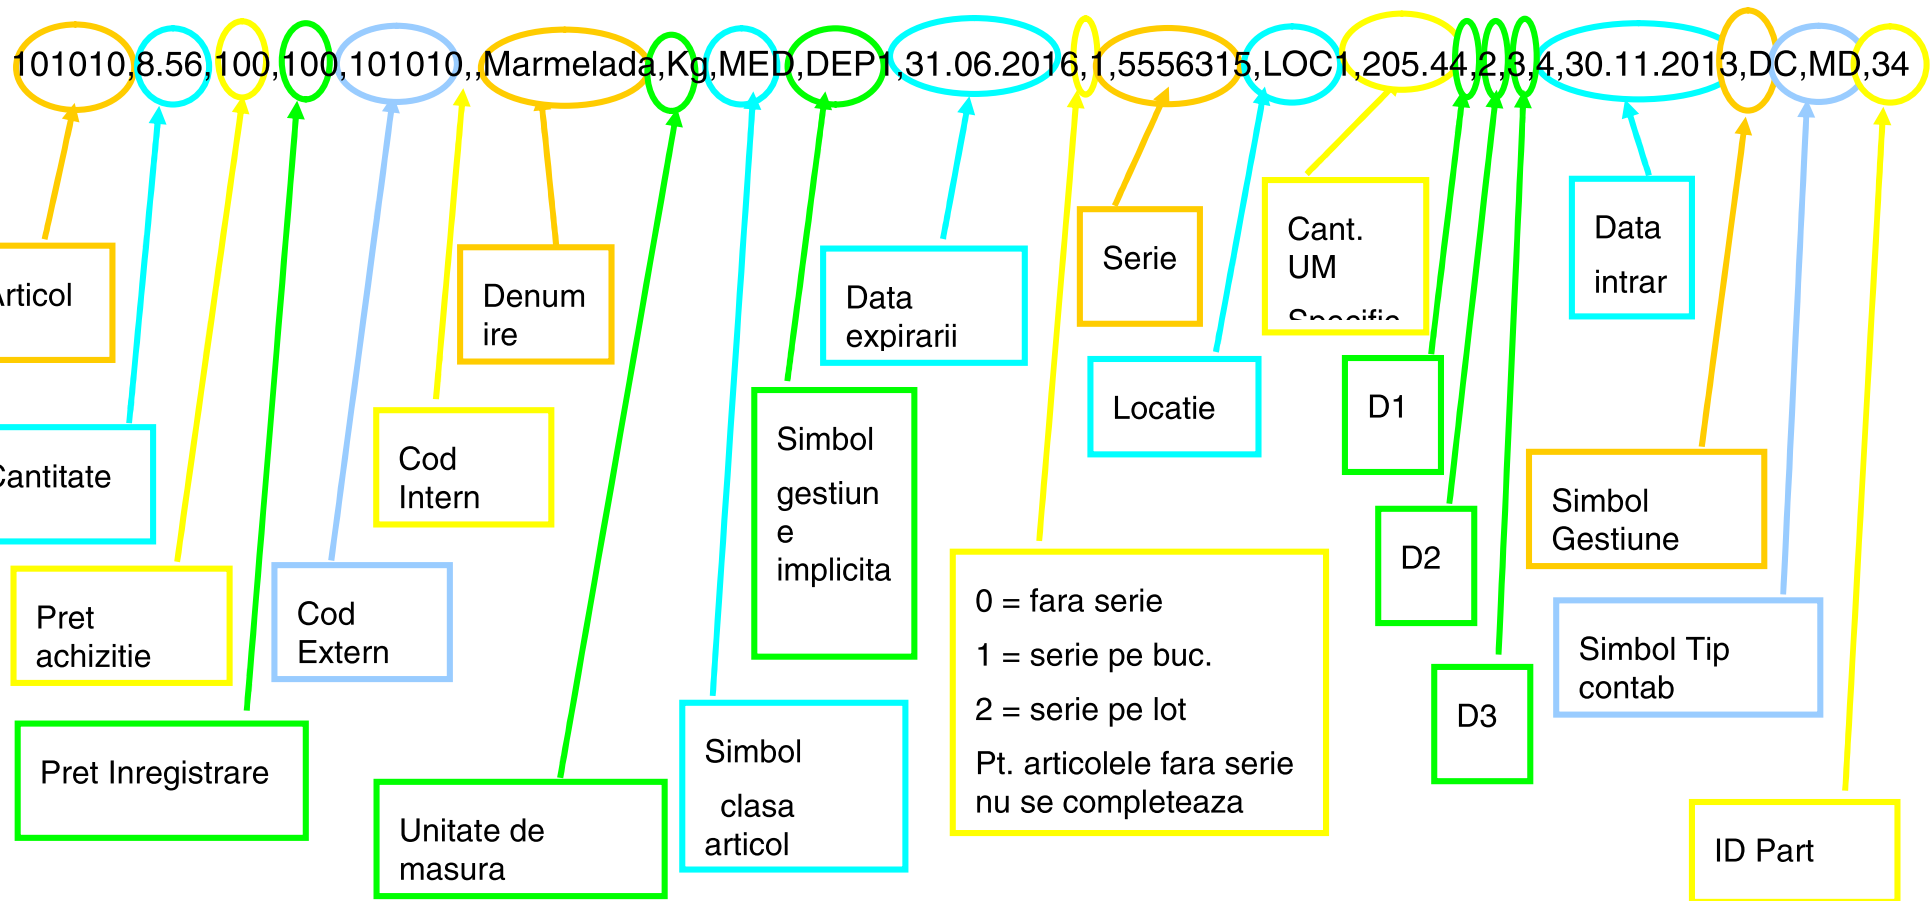 101010,8.56,100,100,101010,,Marmelada,Kg,MED,DEP1,31.06.2016,1,5556315,LOC1,205.44,2,3,4,30.11.2013,DC,MD,34
Articol
Cantitate
Pret
achizitie
Pret Inregistrare
Cod
Extern
Cod
Intern
Denum
ire
Unitate de
masura
Simbol
clasa
articol
Simbol
gestiun
e
implicita
Data
expirarii
0 = fara serie
1 = serie pe buc.
2 = serie pe lot
Pt. articolele fara serie
nu se completeaza
Serie
Locatie
Cant.
UM
Specific
D1
D2
D3
Data
intrar
Simbol
Gestiune
Simbol Tip
contab
ID Part